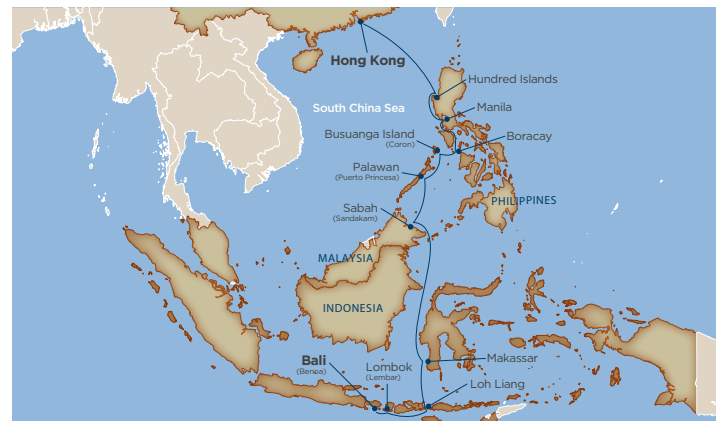 Hong Kong
Hundred Islands
South China Sea
Manila
Busuanga Island
(Coron)
Boracay
Palawan
(Puerto Princesa)
PHILIPPINES
Sabah
(Sandakam)
MALAYSIA
INDONESIA
Bali
(Benoa)
Lombok
(Lembar)
Makassar
Loh Liang